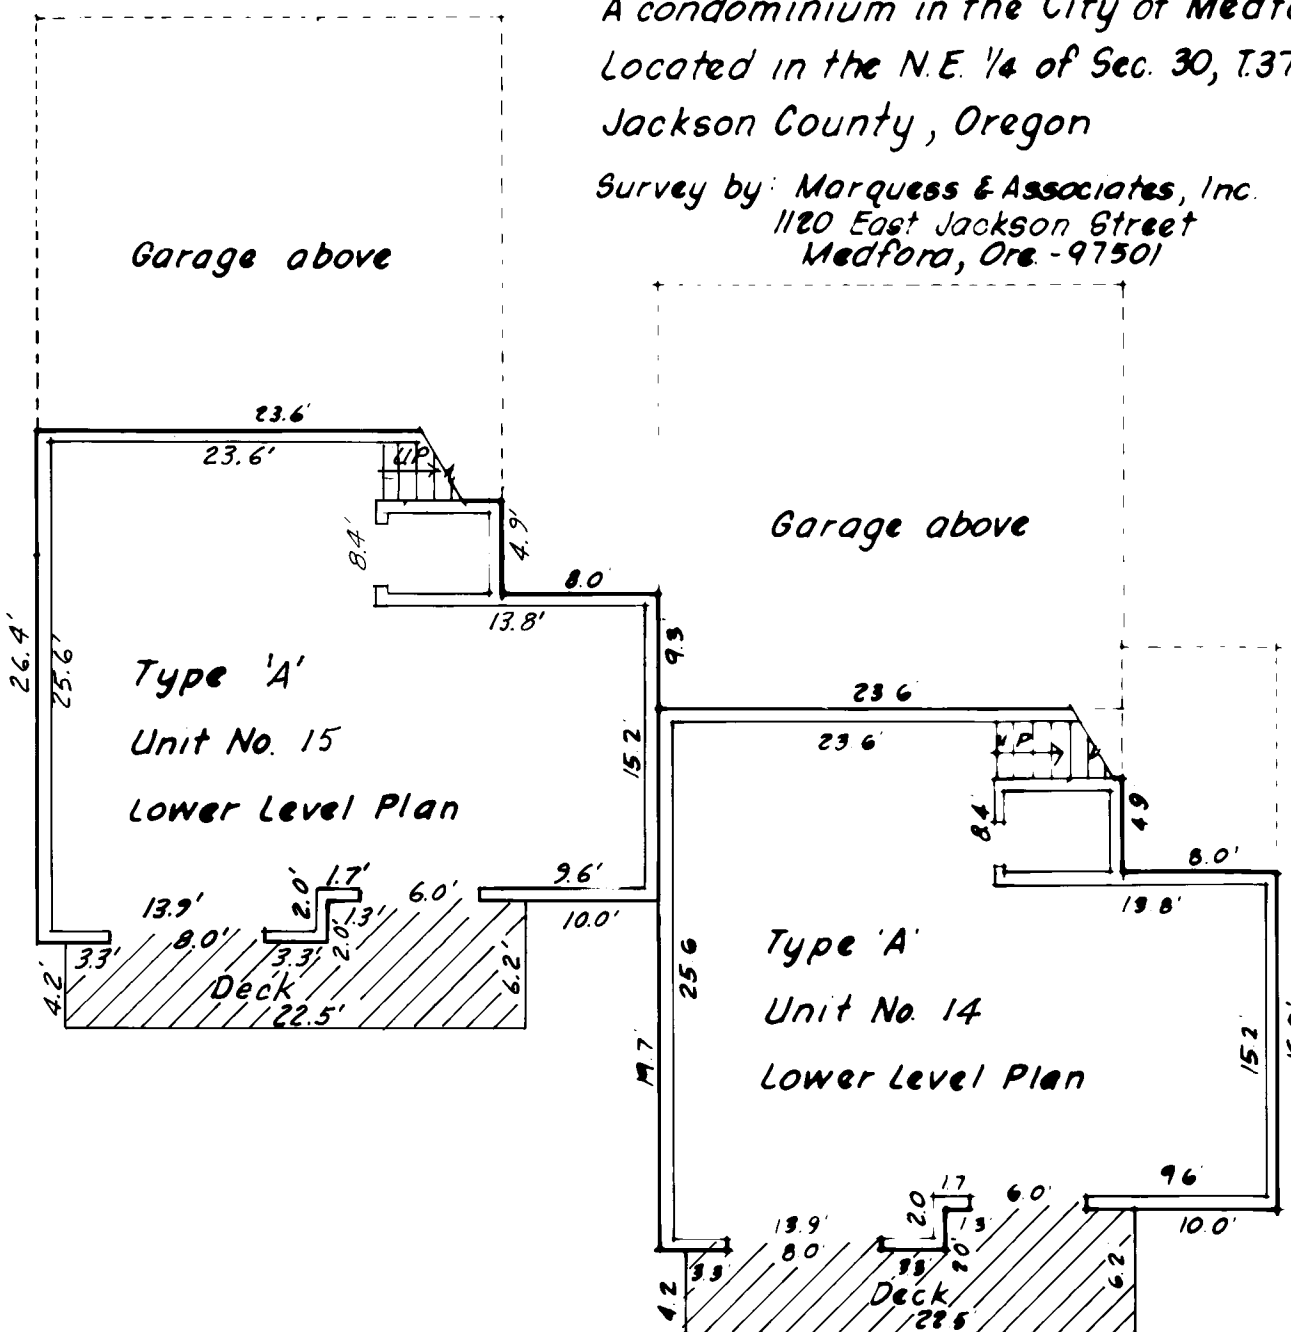 A condominium in the City of
Located in the N.E. 1/4 of Sec. 30,
Jackson County, Oregon
Survey by: Marquess & Associates, Inc.
1120 East Jackson Street
Medford, Ore. - 97501
Garage above
23.6'
23.6'
UP
8.4'
4.9'
8.0'
13.8'
9.3
26.4'
25.6'
Type 'A'
Unit No. 15
Lower Level Plan
15.2'
1.7'
2.0'
6.0'
9.6'
13.9'
1.3'
10.0'
8.0'
2.0'
3.3'
3.3'
4.2'
6.2'
Deck
22.5'
Garage above
23.6
23.6'
UP
8.4
4.9
8.0'
13.8'
Type 'A'
Unit No. 14
Lower Level Plan
25.6
19.7
15.2
1.7
2.0
6.0'
9.6
13.9'
1.3
10.0'
8.0
2.0'
3.3
3.3
4.2
6.2
Deck
22.5